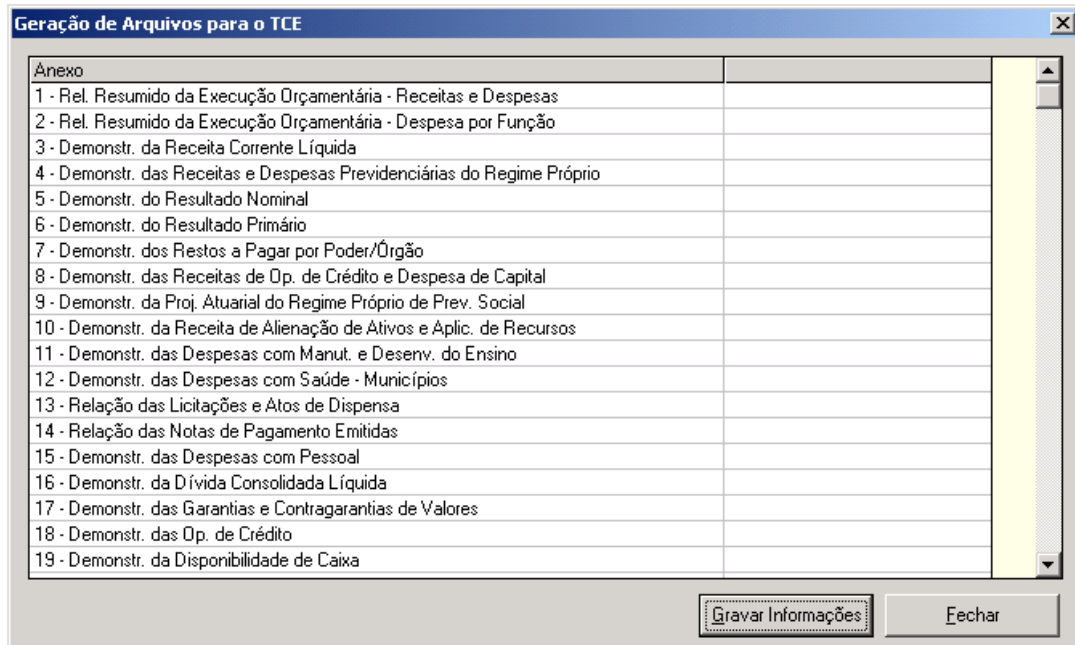 Geração de Arquivos para o TCE
Anexo
1 - Rel. Resumido da Execução Orçamentária - Receitas e Despesas
2 - Rel. Resumido da Execução Orçamentária - Despesa por Função
3 - Demonstr. da Receita Corrente Líquida
4 - Demonstr. das Receitas e Despesas Previdenciárias do Regime Próprio
5 - Demonstr. do Resultado Nominal
6 - Demonstr. do Resultado Primário
7 - Demonstr. dos Restos a Pagar por Poder/Órgão
8 - Demonstr. das Receitas de Op. de Crédito e Despesa de Capital
9 - Demonstr. da Proj. Atuarial do Regime Próprio de Prev. Social
10 - Demonstr. da Receita de Alienação de Ativos e Aplic. de Recursos
11 - Demonstr. das Despesas com Manut. e Desenv. do Ensino
12 - Demonstr. das Despesas com Saúde - Municípios
13 - Relação das Licitações e Atos de Dispensa
14 - Relação das Notas de Pagamento Emitidas
15 - Demonstr. das Despesas com Pessoal
16 - Demonstr. da Dívida Consolidada Líquida
17 - Demonstr. das Garantias e Contragarantias de Valores
18 - Demonstr. das Op. de Crédito
19 - Demonstr. da Disponibilidade de Caixa
Gravar Informações Fechar